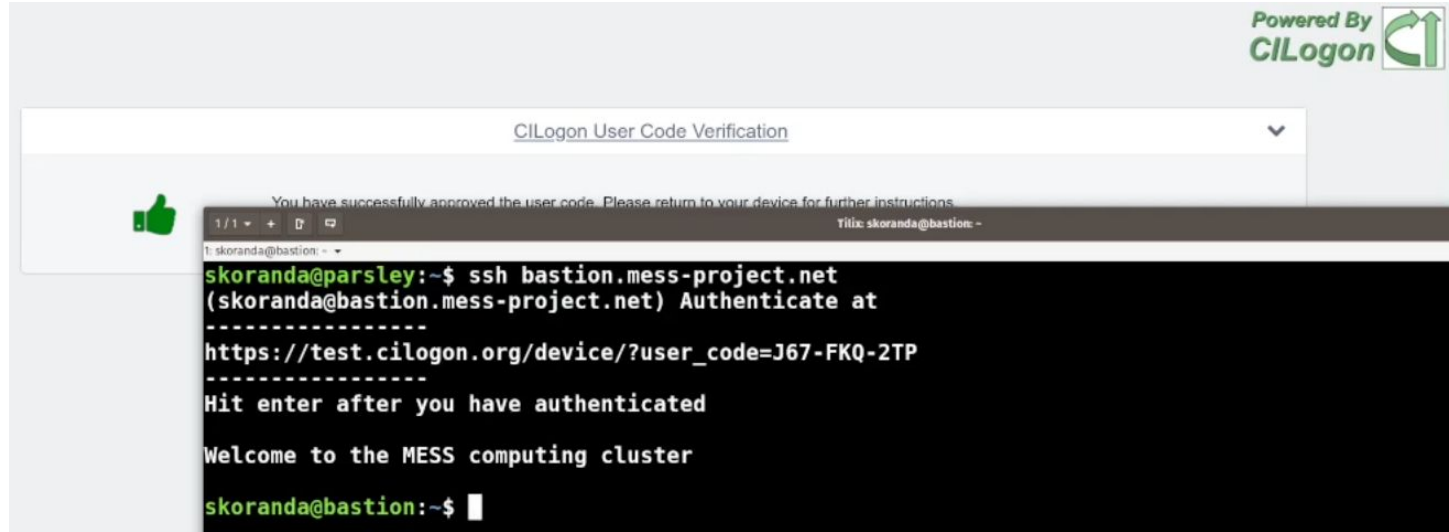 Powered By
CILogon
CILogon User Code Verification
You have successfully approved the user code. Please return to your device for further instructions.
1/1
Tilix: skoranda@bastion: ~
1: skoranda@bastion: ~
skoranda@parsley:~$ ssh bastion.mess-project.net
(skoranda@bastion.mess-project.net) Authenticate at
-----------------
https://test.cilogon.org/device/?user_code=J67-FKQ-2TP
-----------------
Hit enter after you have authenticated
Welcome to the MESS computing cluster
skoranda@bastion:~$